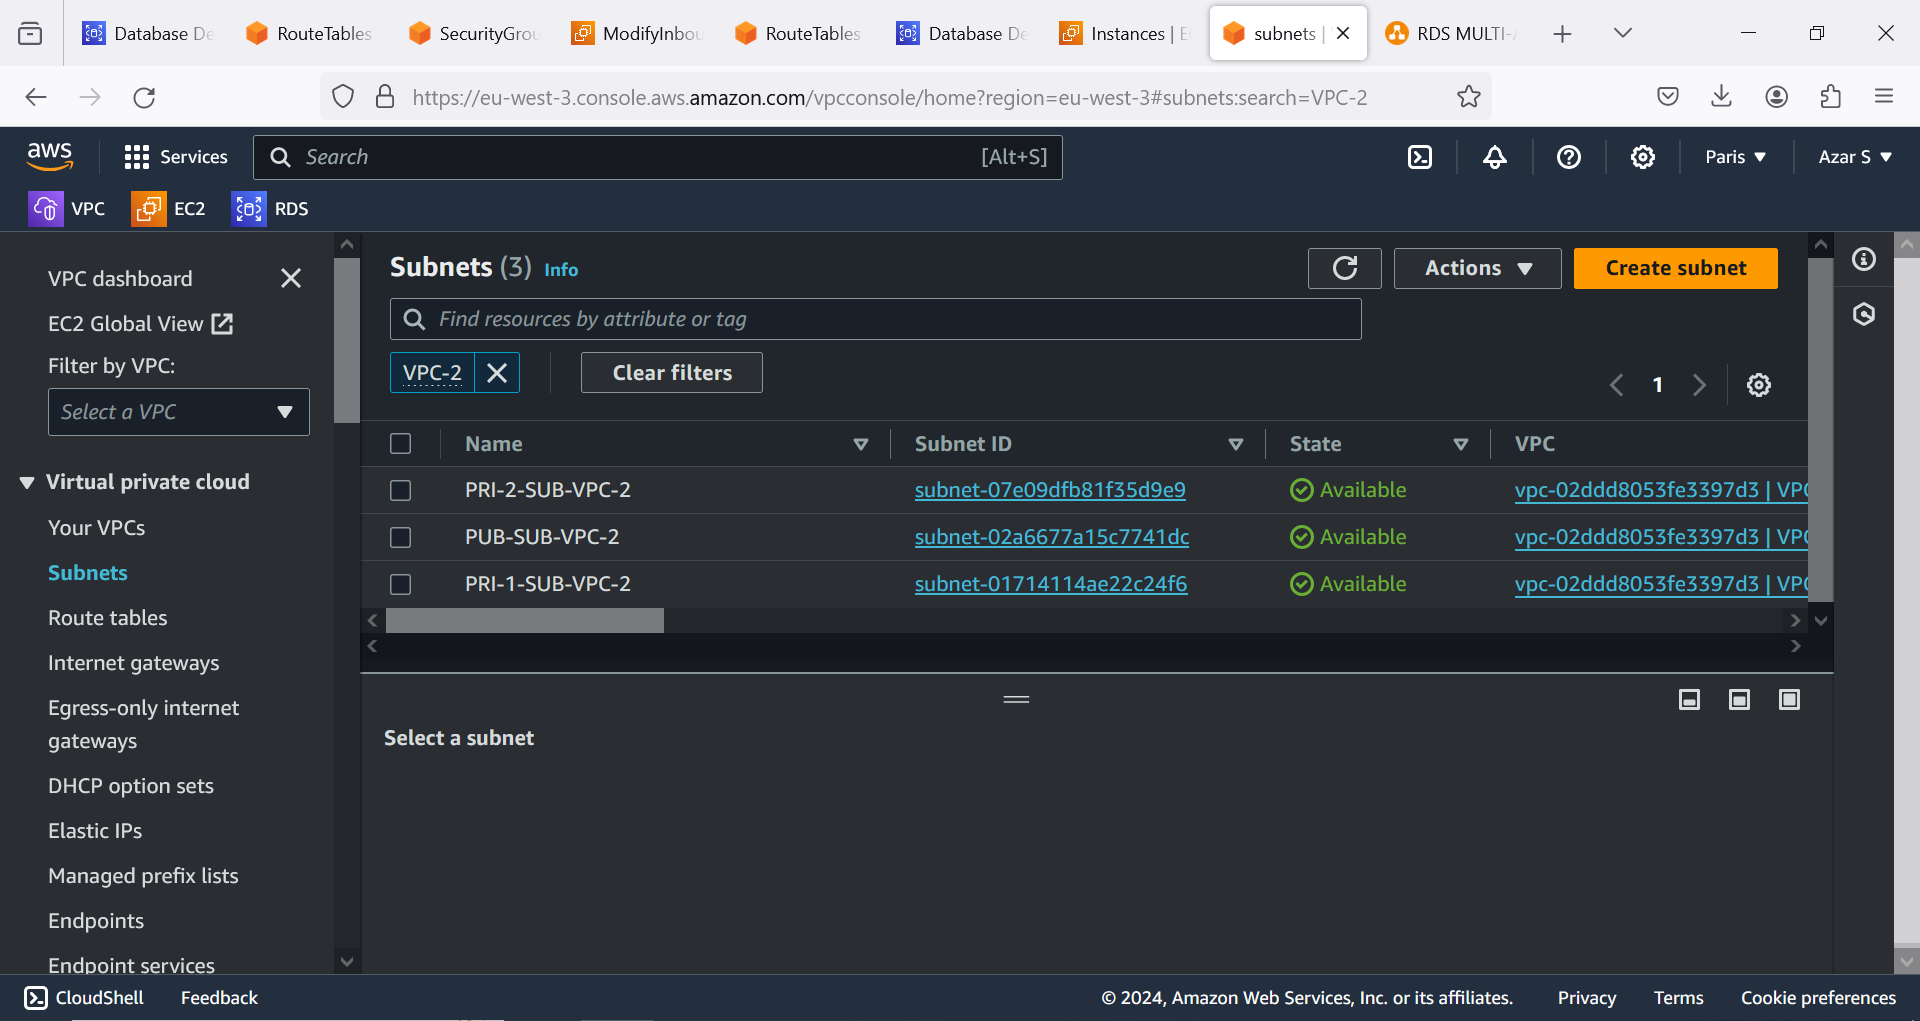 Database De
RouteTables
SecurityGrou
ModifyInbou
RouteTables
Database De
Instances | E
subnets |
RDS MULTI-A
https://eu-west-3.console.aws.amazon.com/vpcconsole/home?region=eu-west-3#subnets:search=VPC-2
aws
Services
Search
[Alt+S]
Paris
Azar S
VPC
EC2
RDS
VPC dashboard
EC2 Global View
Filter by VPC:
Select a VPC
Virtual private cloud
Your VPCs
Subnets
Route tables
Internet gateways
Egress-only internet
gateways
DHCP option sets
Elastic IPs
Managed prefix lists
Endpoints
Endpoint services
Subnets (3) Info
Actions
Create subnet
Find resources by attribute or tag
VPC-2
Clear filters
1
Name Subnet ID State VPC
PRI-2-SUB-VPC-2 subnet-07e09dfb81f35d9e9 Available vpc-02ddd8053fe3397d3 | VPC
PUB-SUB-VPC-2 subnet-02a6677a15c7741dc Available vpc-02ddd8053fe3397d3 | VPC
PRI-1-SUB-VPC-2 subnet-01714114ae22c24f6 Available vpc-02ddd8053fe3397d3 | VPC
Select a subnet
CloudShell
Feedback
© 2024, Amazon Web Services, Inc. or its affiliates.
Privacy
Terms
Cookie preferences